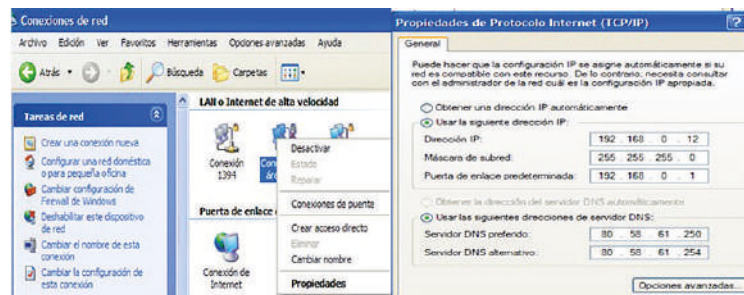 Conexiones de red
Archivo Edición Ver Favoritos Herramientas Opciones avanzadas Ayuda
Atrás Búsqueda Carpetas
Tareas de red
Crear una conexión nueva
Configurar una red doméstica
o para pequeña oficina
Cambiar configuración de
Firewall de Windows
Deshabilitar este dispositivo
de red
Cambiar el nombre de esta
conexión
Cambiar la configuración de
esta conexión
LAN o Internet de alta velocidad
Conexión
1394
Con
áre
Puerta de enlace
Conexión de
Internet
Desactivar
Estado
Reparar
Conexiones de puente
Crear acceso directo
Eliminar
Cambiar nombre
Propiedades
Propiedades de Protocolo Internet (TCP/IP)
General
Puede hacer que la configuración IP se asigne automáticamente si su
red es compatible con este recurso. De lo contrario, necesita consultar
con el administrador de la red cuál es la configuración IP apropiada.
Obtener una dirección IP automáticamente
Usar la siguiente dirección IP:
Dirección IP: 192 . 168 . 0 . 12
Máscara de subred: 255 . 255 . 255 . 0
Puerta de enlace predeterminada: 192 . 168 . 0 . 1
Obtener la dirección del servidor DNS automáticamente
Usar las siguientes direcciones de servidor DNS:
Servidor DNS preferido: 80 . 58 . 61 . 250
Servidor DNS alternativo: 80 . 58 . 61 . 254
Opciones avanzadas...